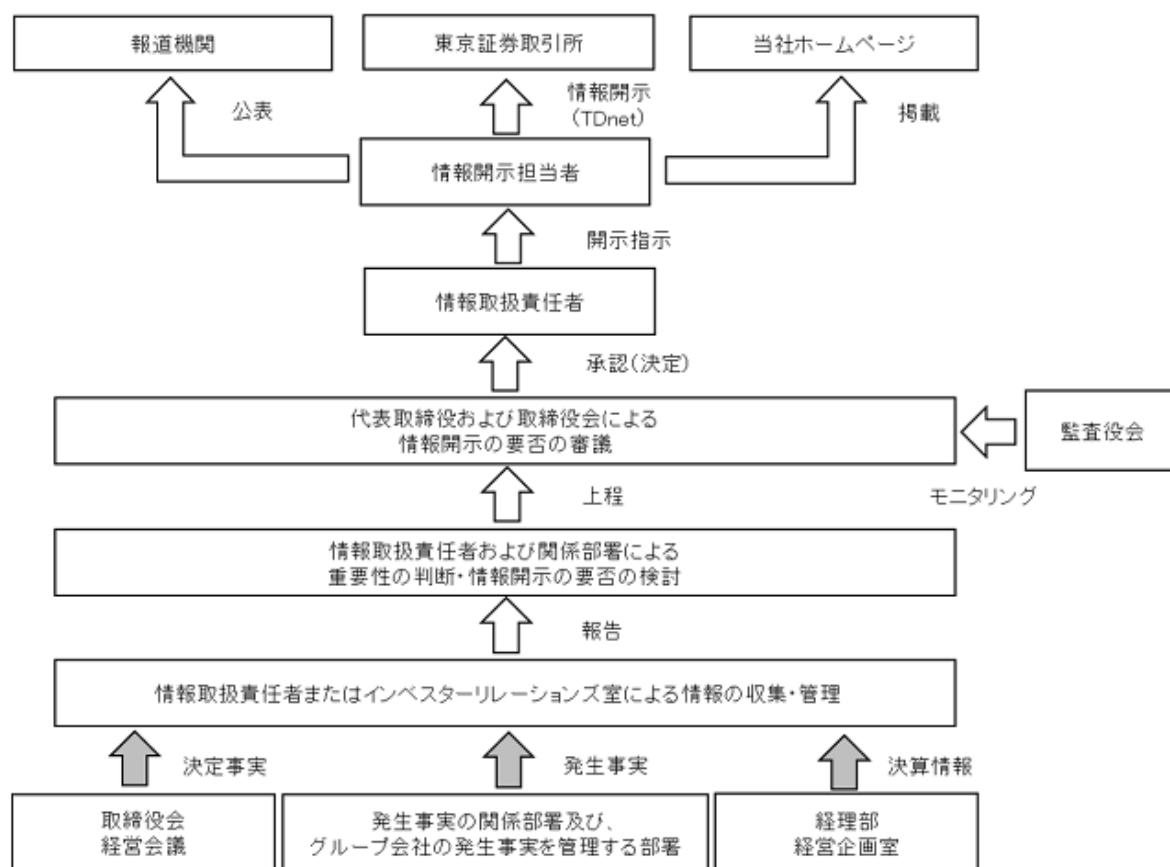 報道機関
東京証券取引所
当社ホームページ
公表
情報開示
(TDnet)
掲載
情報開示担当者
開示指示
情報取扱責任者
承認(決定)
代表取締役および取締役会による
情報開示の要否の審議
監査役会
上程
モニタリング
情報取扱責任者および関係部署による
重要性の判断・情報開示の要否の検討
報告
情報取扱責任者またはインベスターリレーションズ室による情報の収集・管理
決定事実
発生事実
決算情報
取締役会
経営会議
発生事実の関係部署及び、
グループ会社の発生事実を管理する部署
経理部
経営企画室